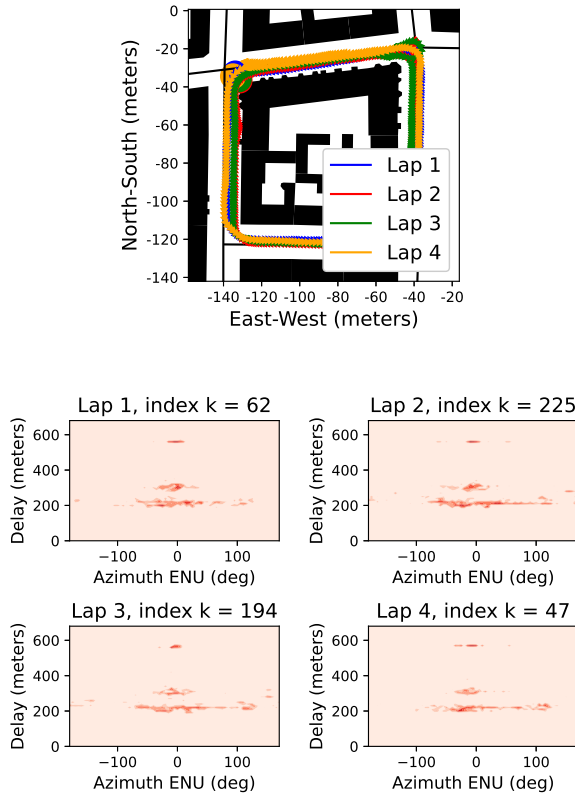 0
-20
-40
-60
-80
-100
-120
-140
North-South (meters)
Lap 1
Lap 2
Lap 3
Lap 4
-140 -120 -100 -80 -60 -40 -20
East-West (meters)
Lap 1, index k = 62
Lap 2, index k = 225
600
400
200
0
Delay (meters)
−100 0 100
Azimuth ENU (deg)
600
400
200
0
Delay (meters)
−100 0 100
Azimuth ENU (deg)
Lap 3, index k = 194
Lap 4, index k = 47
600
400
200
0
Delay (meters)
−100 0 100
Azimuth ENU (deg)
600
400
200
0
Delay (meters)
−100 0 100
Azimuth ENU (deg)